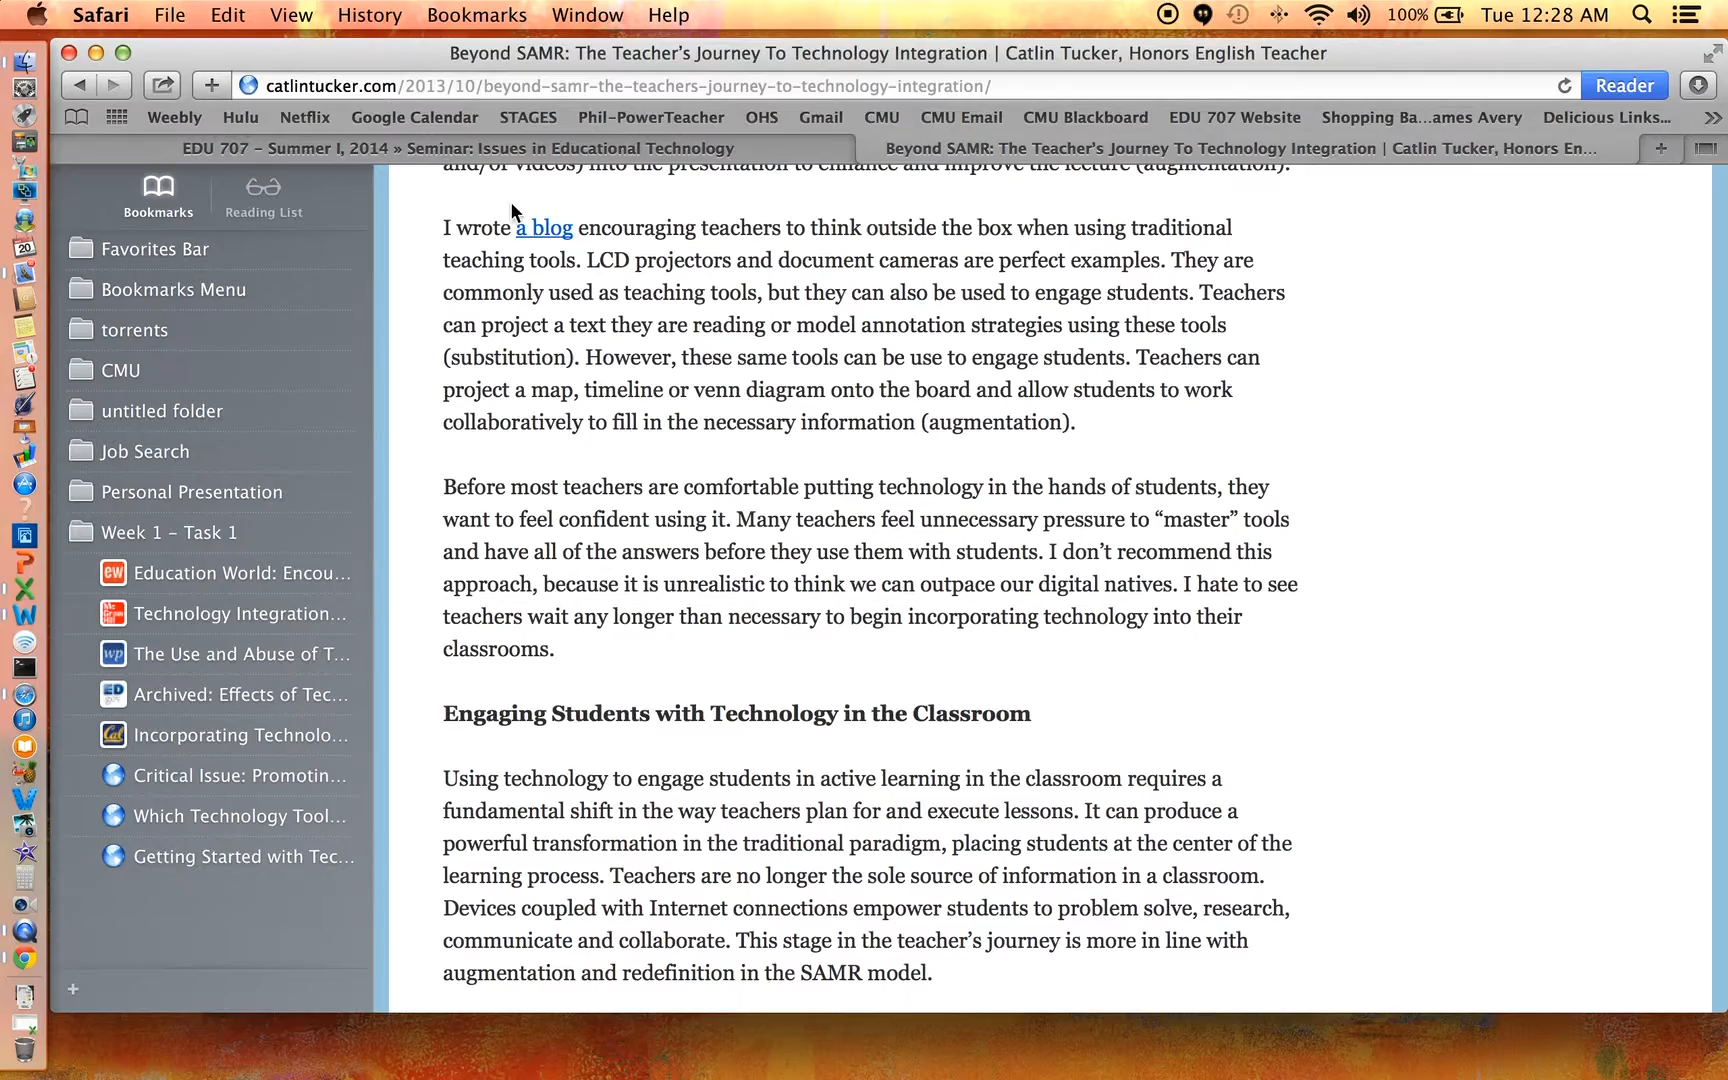 Safari File Edit View History Bookmarks Window Help 100% Tue 12:28 AM
Beyond SAMR: The Teacher's Journey To Technology Integration | Catlin Tucker, Honors English Teacher
catlintucker.com/2013/10/beyond-samr-the-teachers-journey-to-technology-integration/ Reader
Weebly Hulu Netflix Google Calendar STAGES Phil-PowerTeacher OHS Gmail CMU CMU Email CMU Blackboard EDU 707 Website Shopping Ba...ames Avery Delicious Links...
EDU 707 – Summer I, 2014 » Seminar: Issues in Educational Technology
Beyond SAMR: The Teacher's Journey To Technology Integration | Catlin Tucker, Honors En...
Bookmarks Reading List
Favorites Bar
Bookmarks Menu
torrents
CMU
untitled folder
Job Search
Personal Presentation
Week 1 – Task 1
Education World: Encou...
Technology Integration...
The Use and Abuse of T...
Archived: Effects of Tec...
Incorporating Technolo...
Critical Issue: Promotin...
Which Technology Tool...
Getting Started with Tec...
and/or videos) into the presentation to enhance and improve the lecture (augmentation).
I wrote a blog encouraging teachers to think outside the box when using traditional
teaching tools. LCD projectors and document cameras are perfect examples. They are
commonly used as teaching tools, but they can also be used to engage students. Teachers
can project a text they are reading or model annotation strategies using these tools
(substitution). However, these same tools can be use to engage students. Teachers can
project a map, timeline or venn diagram onto the board and allow students to work
collaboratively to fill in the necessary information (augmentation).
Before most teachers are comfortable putting technology in the hands of students, they
want to feel confident using it. Many teachers feel unnecessary pressure to “master” tools
and have all of the answers before they use them with students. I don’t recommend this
approach, because it is unrealistic to think we can outpace our digital natives. I hate to see
teachers wait any longer than necessary to begin incorporating technology into their
classrooms.
Engaging Students with Technology in the Classroom
Using technology to engage students in active learning in the classroom requires a
fundamental shift in the way teachers plan for and execute lessons. It can produce a
powerful transformation in the traditional paradigm, placing students at the center of the
learning process. Teachers are no longer the sole source of information in a classroom.
Devices coupled with Internet connections empower students to problem solve, research,
communicate and collaborate. This stage in the teacher’s journey is more in line with
augmentation and redefinition in the SAMR model.